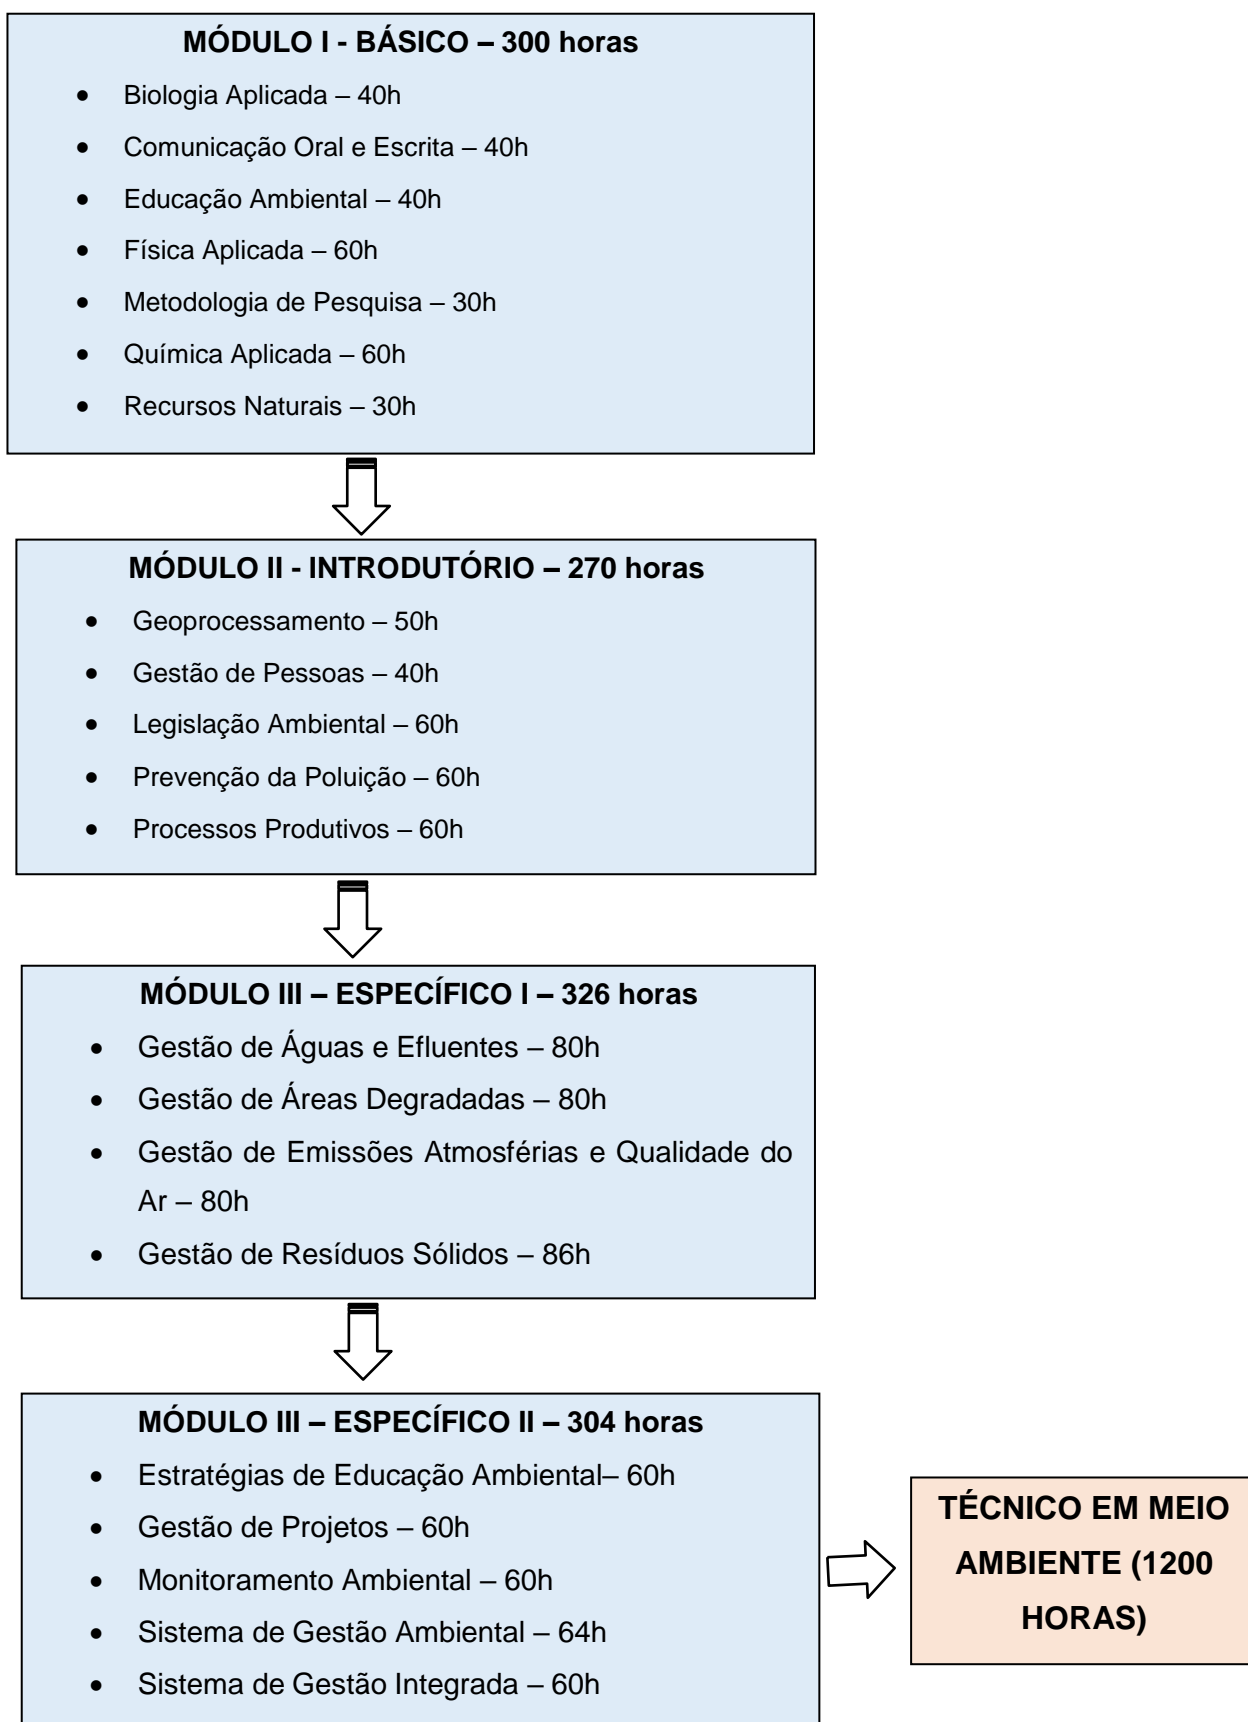 MÓDULO I - BÁSICO – 300 horas
• Biologia Aplicada – 40h
• Comunicação Oral e Escrita – 40h
• Educação Ambiental – 40h
• Física Aplicada – 60h
• Metodologia de Pesquisa – 30h
• Química Aplicada – 60h
• Recursos Naturais – 30h
MÓDULO II - INTRODUTÓRIO – 270 horas
• Geoprocessamento – 50h
• Gestão de Pessoas – 40h
• Legislação Ambiental – 60h
• Prevenção da Poluição – 60h
• Processos Produtivos – 60h
MÓDULO III – ESPECÍFICO I – 326 horas
• Gestão de Águas e Efluentes – 80h
• Gestão de Áreas Degradadas – 80h
• Gestão de Emissões Atmosférias e Qualidade do
Ar – 80h
• Gestão de Resíduos Sólidos – 86h
MÓDULO III – ESPECÍFICO II – 304 horas
• Estratégias de Educação Ambiental– 60h
• Gestão de Projetos – 60h
• Monitoramento Ambiental – 60h
• Sistema de Gestão Ambiental – 64h
• Sistema de Gestão Integrada – 60h
TÉCNICO EM MEIO
AMBIENTE (1200
HORAS)